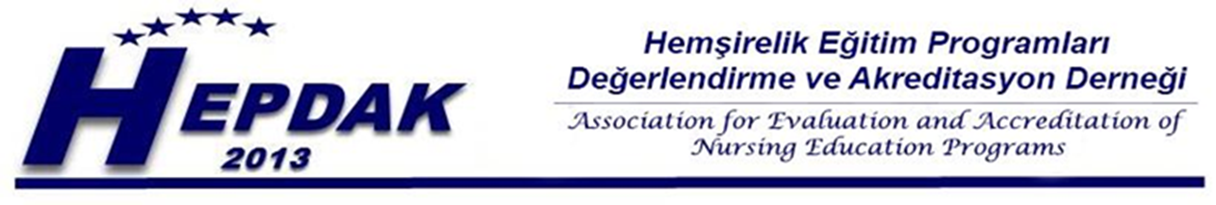 HEPDAK
2013
Hemşirelik Eğitim Programları
Değerlendirme ve Akreditasyon Derneği
Association for Evaluation and Accreditation of
Nursing Education Programs